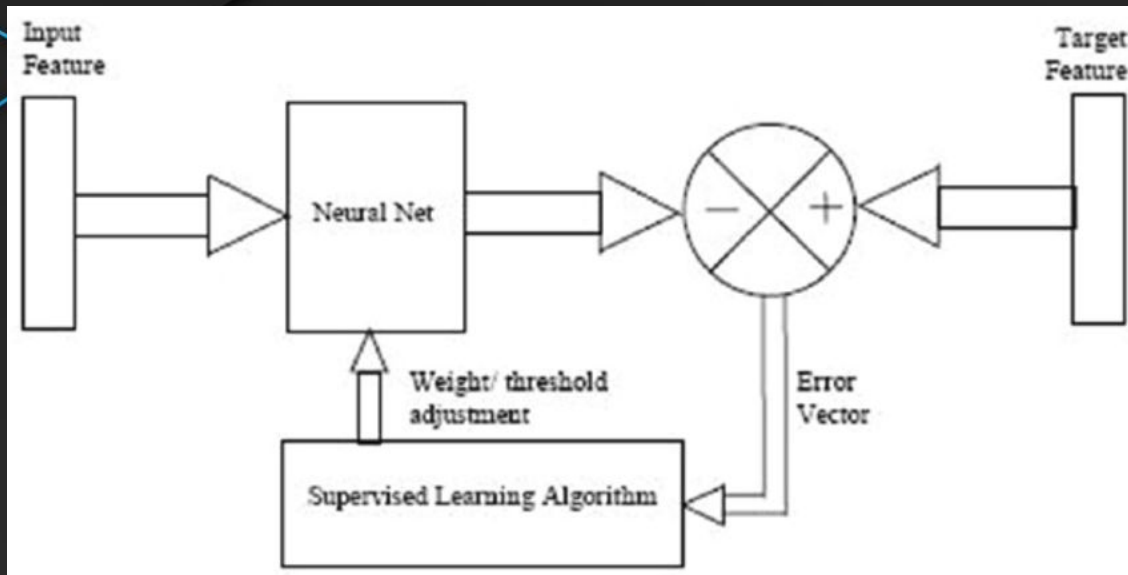 Input
Feature
Target
Feature
Neural Net
−
+
Weight/ threshold
adjustment
Error
Vector
Supervised Learning Algorithm